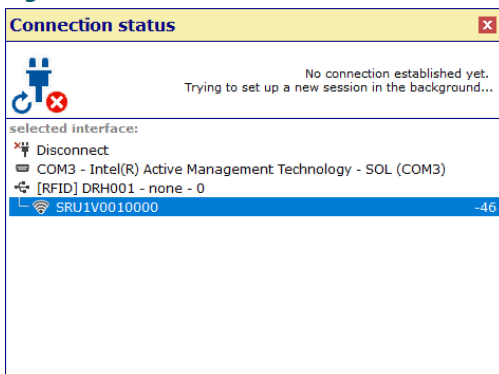 Connection status
No connection established yet.
Trying to set up a new session in the background...
selected interface:
Disconnect
COM3 - Intel(R) Active Management Technology - SOL (COM3)
[RFID] DRH001 - none - 0
SRU1V0010000 -46